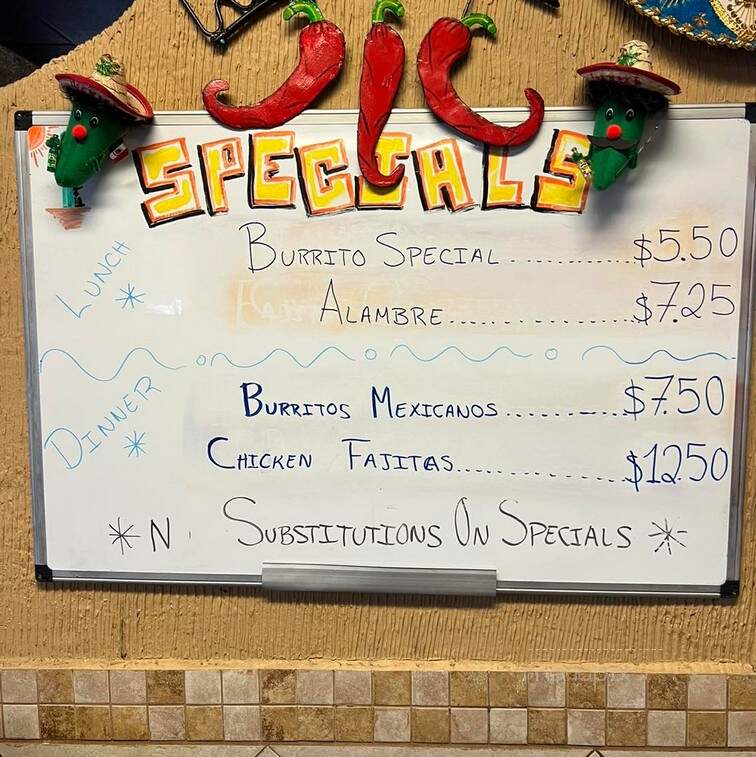 SPECIALS
LUNCH *
BURRITO SPECIAL ........... $5.50
ALAMBRE.................. $7.25
DINNER *
BURRITOS MEXICANOS........... $7.50
CHICKEN FAJITAS................ $12.50
* N . SUBSTITUTIONS ON SPECIALS *